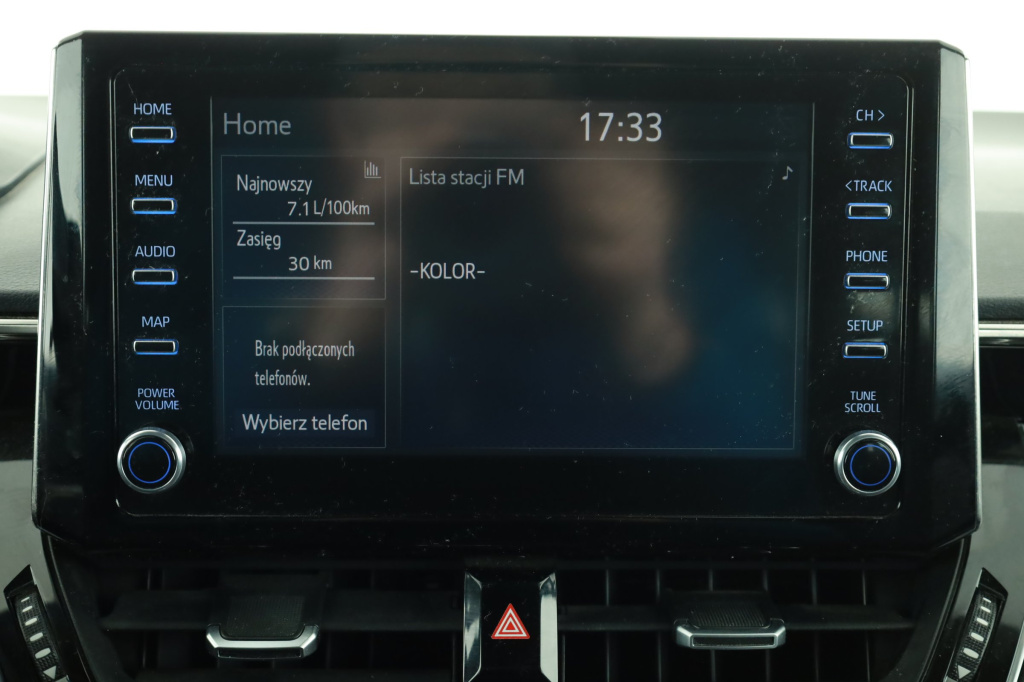 HOME
MENU
AUDIO
MAP
POWER
VOLUME
Home
17:33
Najnowszy
7.1 L/100km
Zasięg
30 km
Brak podłączonych
telefonów.
Wybierz telefon
Lista stacji FM
-KOLOR-
CH >
<TRACK
PHONE
SETUP
TUNE
SCROLL